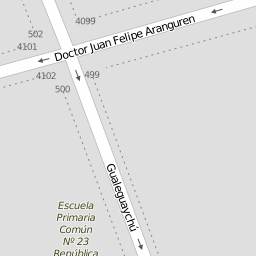 4099
502
4101
Doctor Juan Felipe Aranguren
4102
499
500
Gualeguaychú
Escuela
Primaria
Común
Nº 23
República